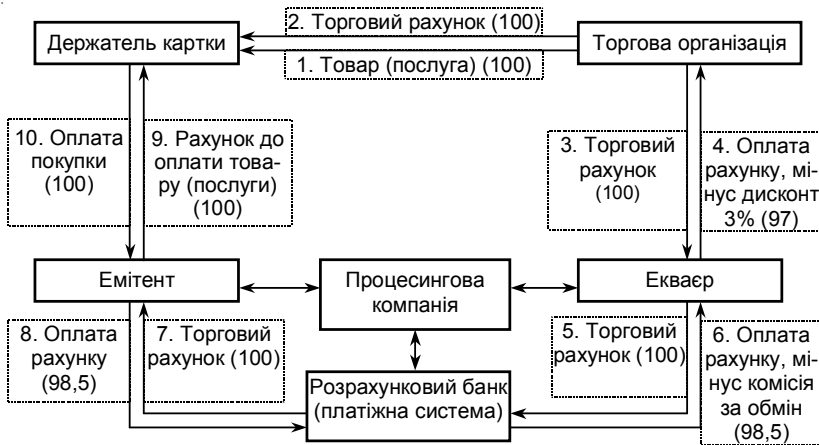 2. Торговий рахунок (100)
Держатель картки
Торгова організація
1. Товар (послуга) (100)
10. Оплата
покупки
(100)
9. Рахунок до
оплати това-
ру (послуги)
(100)
3. Торговий
рахунок
(100)
4. Оплата
рахунку, мі-
нус дисконт
3% (97)
Емітент
Процесингова
компанія
Екваєр
8. Оплата
рахунку
(98,5)
7. Торговий
рахунок (100)
5. Торговий
рахунок (100)
6. Оплата
рахунку, мі-
нус комісія
за обмін
(98,5)
Розрахунковий банк
(платіжна система)